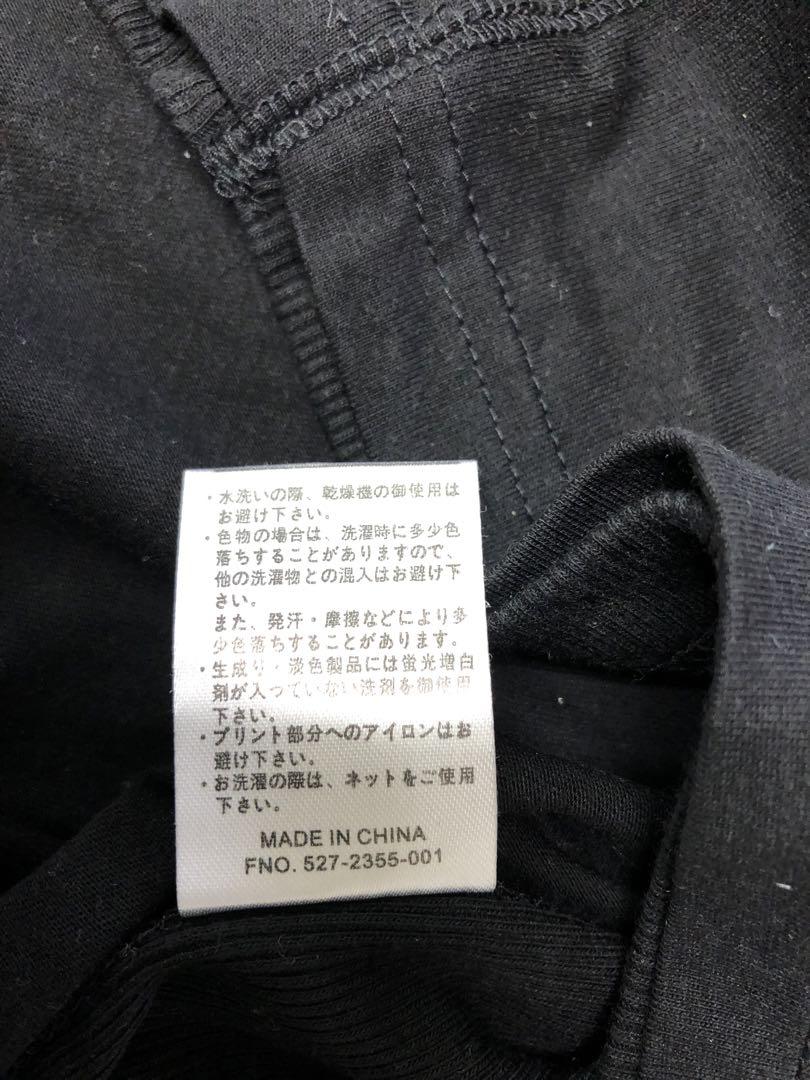 ・水洗いの際、乾燥機の御使用は
お避け下さい。
・色物の場合は、洗濯時に多少色
落ちすることがありますので、
他の洗濯物との混入はお避け下
さい。
また、発汗・摩擦などにより多
少色落ちすることがあります。
・生成り・淡色製品には蛍光増白
剤が入っていない洗剤を御使用
下さい。
・プリント部分へのアイロンはお
避け下さい。
・お洗濯の際は、ネットをご使用
下さい。
MADE IN CHINA
FNO. 527-2355-001